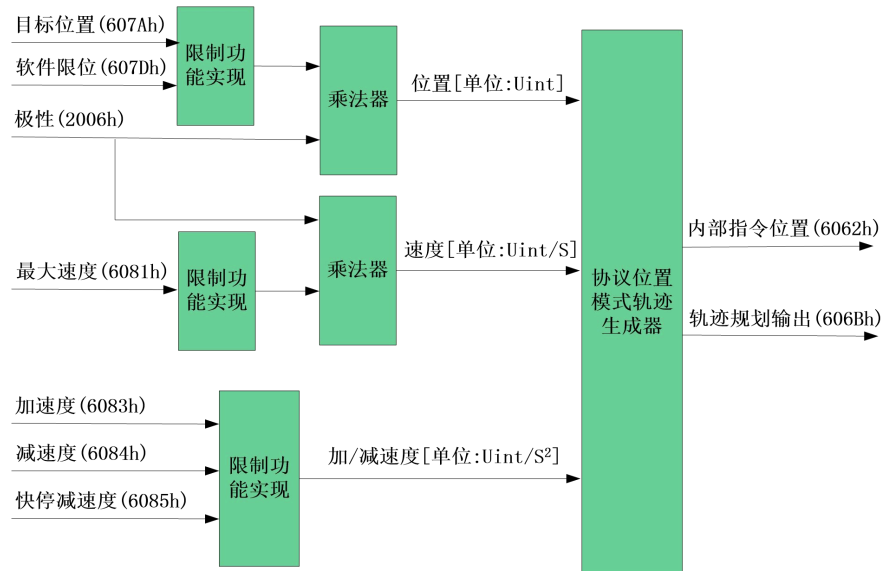 目标位置(607Ah)
软件限位(607Dh)
限制功
能实现
极性(2006h)
乘法器
位置[单位:Uint]
最大速度(6081h)
限制功
能实现
乘法器
速度[单位:Uint/S]
加速度(6083h)
减速度(6084h)
快停减速度(6085h)
限制功
能实现
加/减速度[单位:Uint/S²]
协议位置
模式轨迹
生成器
内部指令位置(6062h)
轨迹规划输出(606Bh)